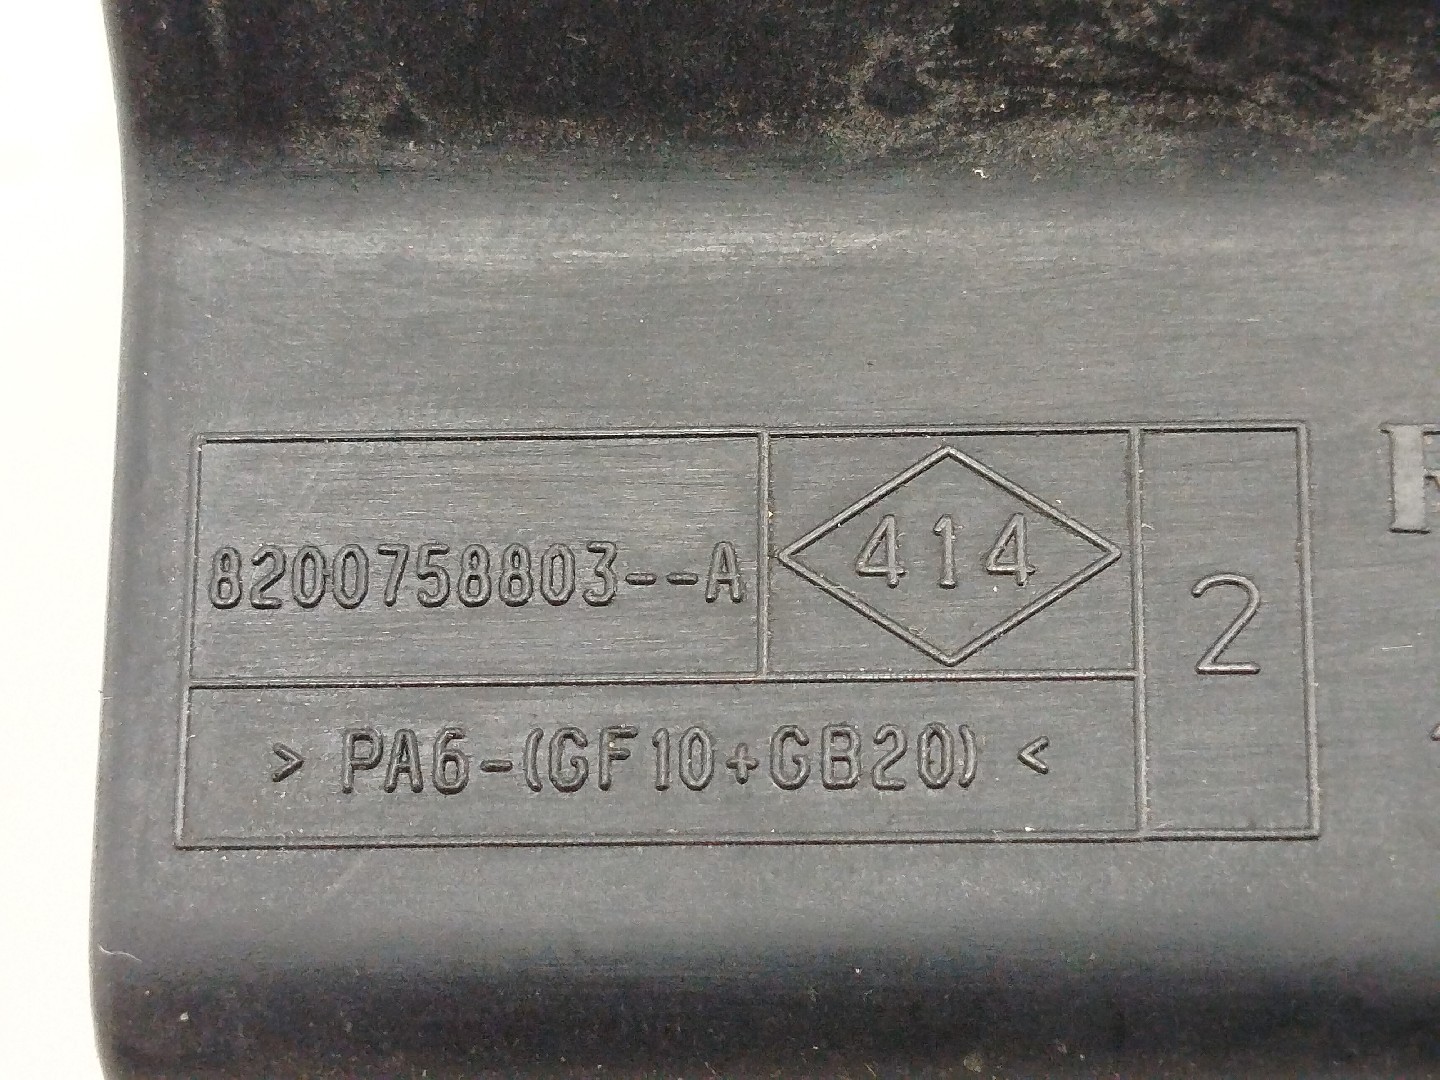 8200758803--A
414
2
> PA6-(GF10+GB20) <